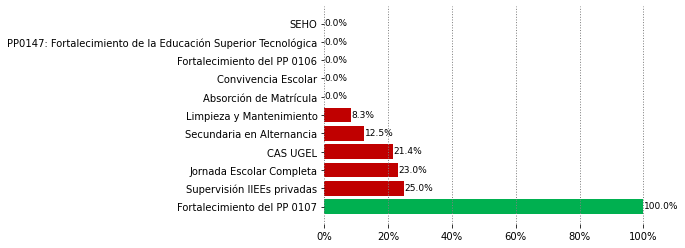 SEHO 0.0%
PP0147: Fortalecimiento de la Educación Superior Tecnológica 0.0%
Fortalecimiento del PP 0106 0.0%
Convivencia Escolar 0.0%
Absorción de Matrícula 0.0%
Limpieza y Mantenimiento 8.3%
Secundaria en Alternancia 12.5%
CAS UGEL 21.4%
Jornada Escolar Completa 23.0%
Supervisión IIEEs privadas 25.0%
Fortalecimiento del PP 0107 100.0%
0% 20% 40% 60% 80% 100%